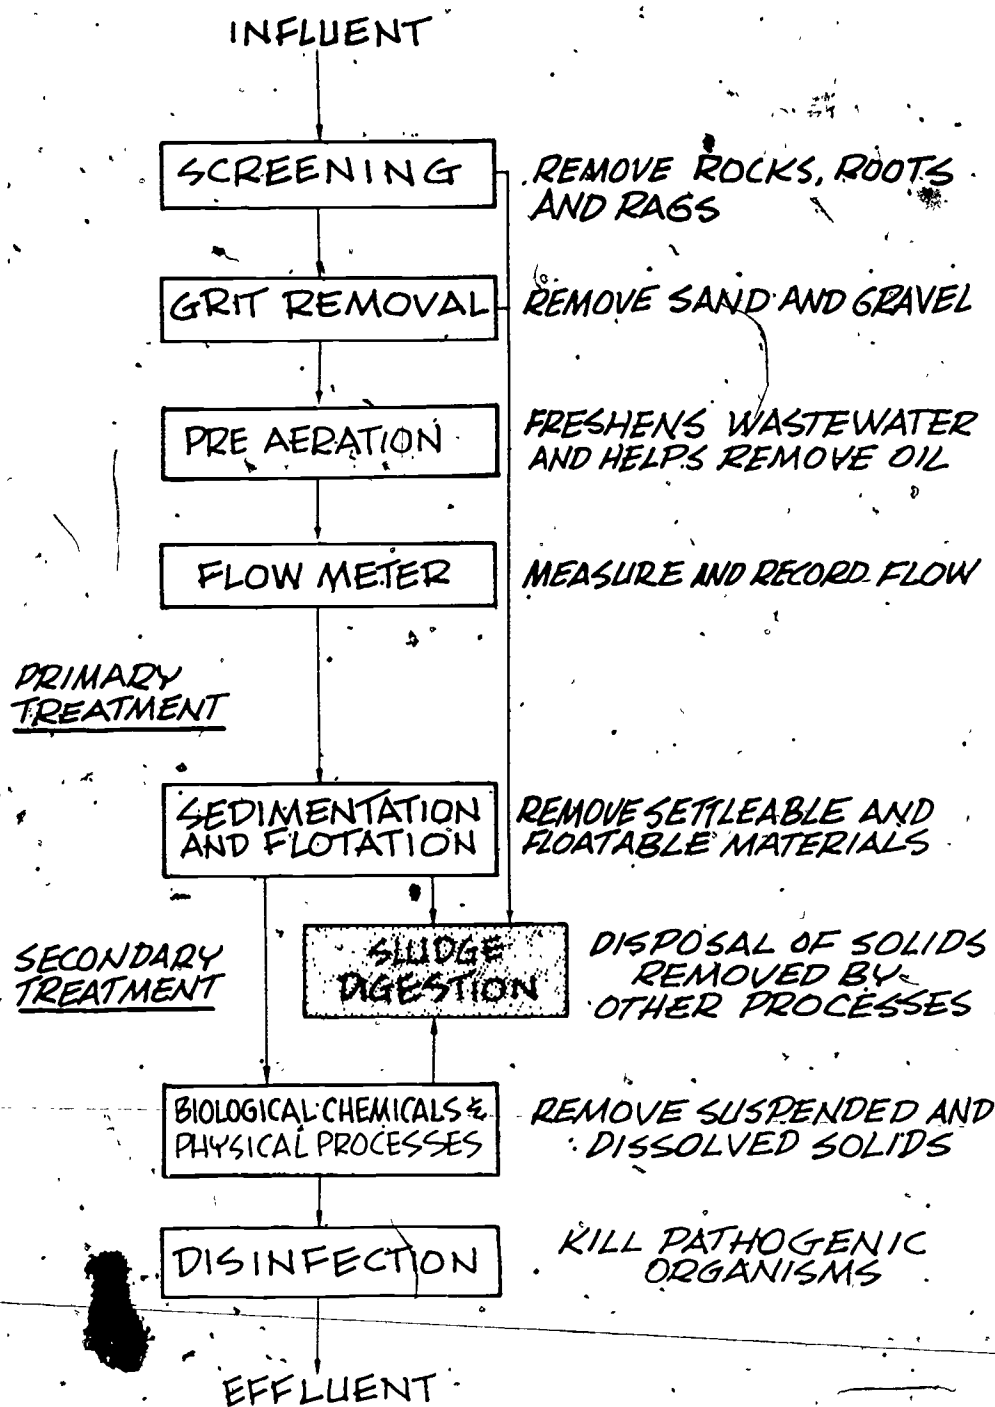 INFLUENT
SCREENING
REMOVE ROCKS, ROOTS
AND RAGS
GRIT REMOVAL
REMOVE SAND AND GRAVEL
PRE AERATION
FRESHENS WASTEWATER
AND HELPS REMOVE OIL
FLOW METER
MEASURE AND RECORD FLOW
PRIMARY
TREATMENT
SEDIMENTATION
AND FLOTATION
REMOVE SETTLEABLE AND
FLOATABLE MATERIALS
SECONDARY
TREATMENT
SLUDGE
DIGESTION
DISPOSAL OF SOLIDS
REMOVED BY
OTHER PROCESSES
BIOLOGICAL CHEMICALS &
PHYSICAL PROCESSES
REMOVE SUSPENDED AND
DISSOLVED SOLIDS
DISINFECTION
KILL PATHOGENIC
ORGANISMS
EFFLUENT